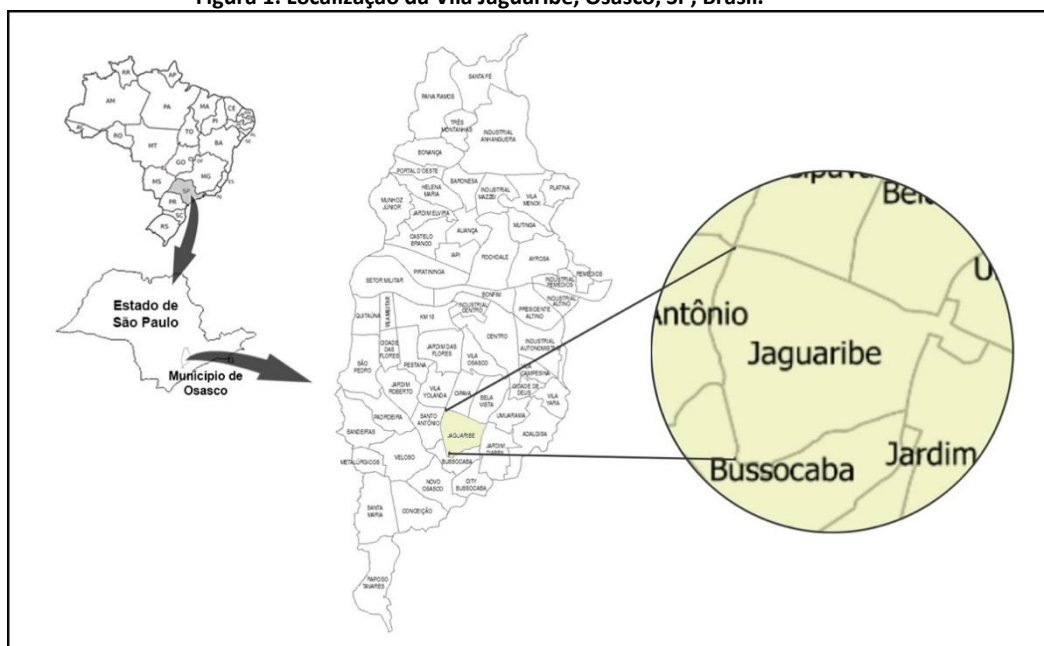 Figura 1: Localização da Vila Jaguaribe, Osasco, SP, Brasil.
RR
AP
AM
PA
MA
CE
PI
TO
RO
MT
BA
GO
MG
MS
ES
SP
PR
SC
RS
Estado de
São Paulo
Município de
Osasco
SANTA FÉ
PAIVA RAMOS
TRÊS
MONTANHAS
INDUSTRIAL
ANHANGUERA
BONANÇA
PORTAL D'OESTE
BARONESA
HELENA
MARIA
INDUSTRIAL
MAZZEI
VILA
MENCK
PLATINA
MUNHOZ
JÚNIOR
JARDIM ELVIRA
ALIANÇA
MUTINGA
CASTELO
BRANCO
IAPI
ROCHDALE
AYROSA
PIRATININGA
SETOR MILITAR
REMÉDIOS
INDUSTRIAL
REMÉDIOS
BONFIM
INDUSTRIAL
ALTINO
QUITAÚNA
VILA MILITAR
KM 18
INDUSTRIAL
CENTRO
PRESIDENTE
ALTINO
CENTRO
CIDADE
DAS
FLORES
JARDIM DAS
FLORES
INDUSTRIAL
AUTONOMISTAS
SÃO
PEDRO
PESTANA
VILA
OSASCO
CAMPESINA
JARDIM
ROBERTO
VILA
YOLANDA
CIPAVA
BELA
VISTA
CIDADE DE
DEUS
VILA
YARA
PADROEIRA
SANTO
ANTÔNIO
UMUARAMA
BANDEIRAS
JAGUARIBE
ADALGISA
JARDIM
METALÚRGICOS
VELOSO
BUSSOCABA
NOVO
OSASCO
CITY
BUSSOCABA
SANTA
MARIA
CONCEIÇÃO
RAPOSO
TAVARES
Antônio
Jaguaribe
Bussocaba
Jardim